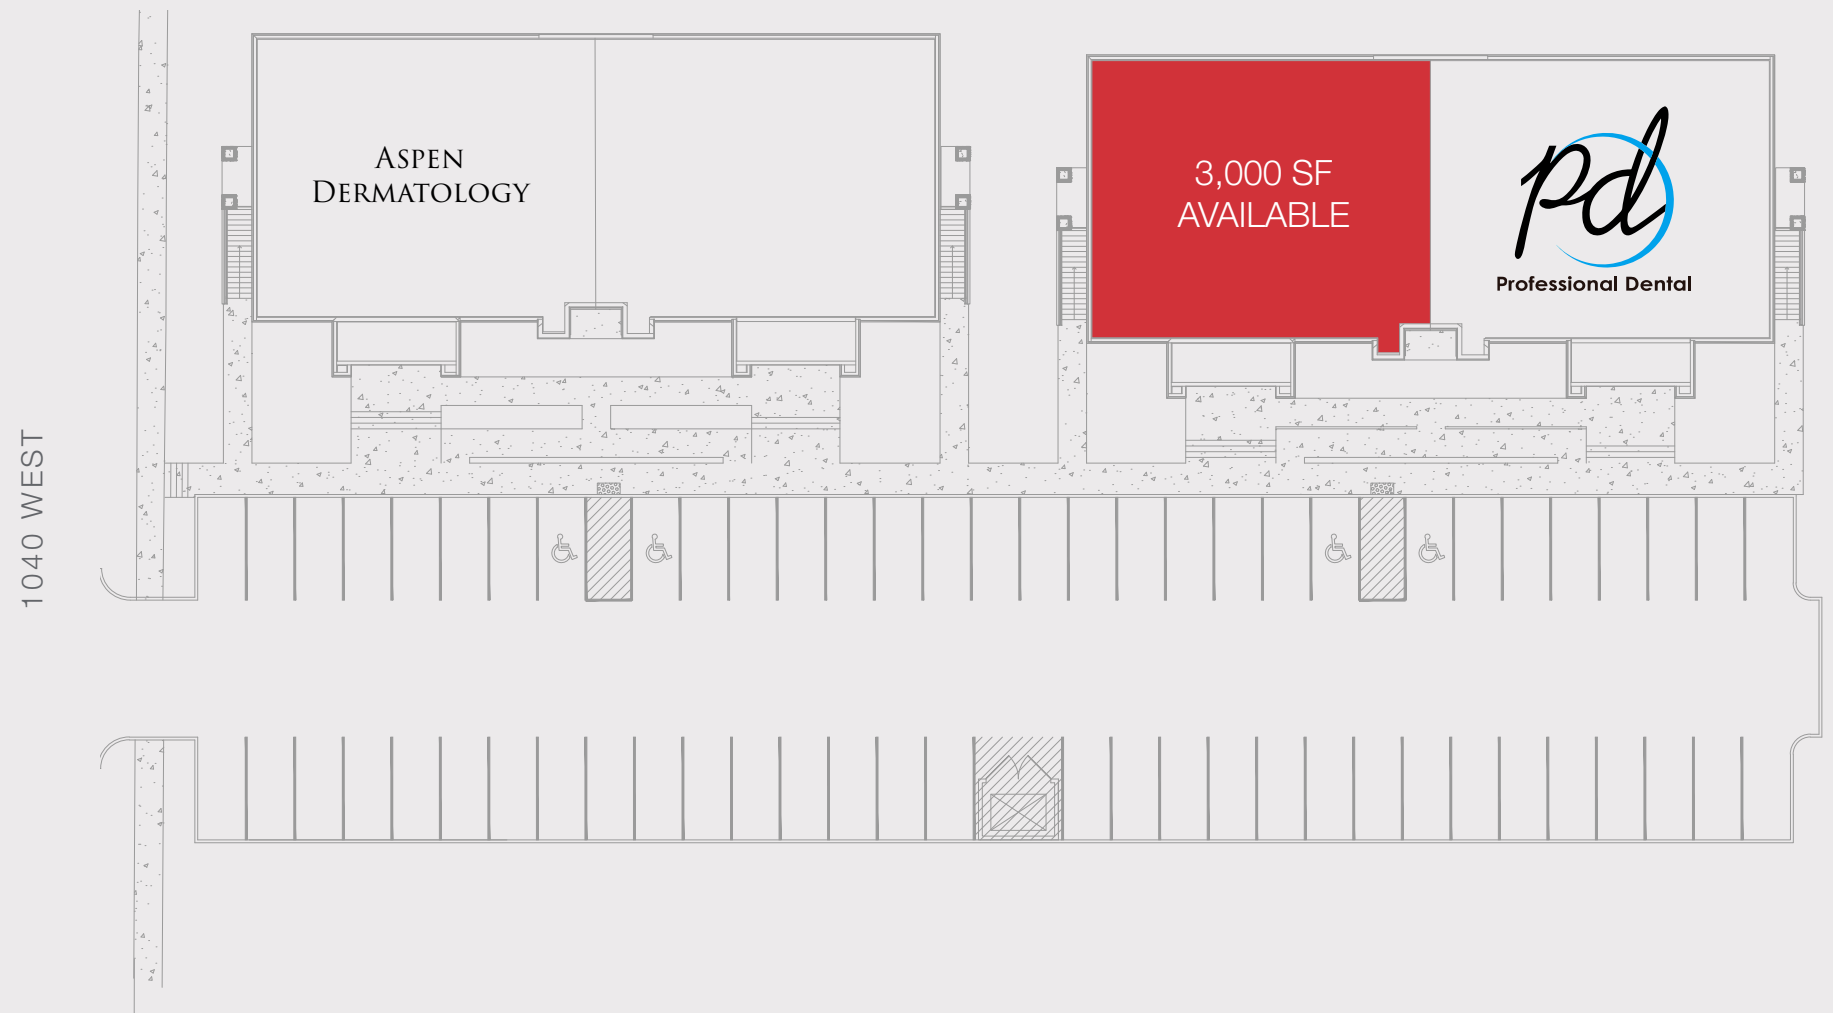 ASPEN
DERMATOLOGY
3,000 SF
AVAILABLE
pd
Professional Dental
1040 WEST